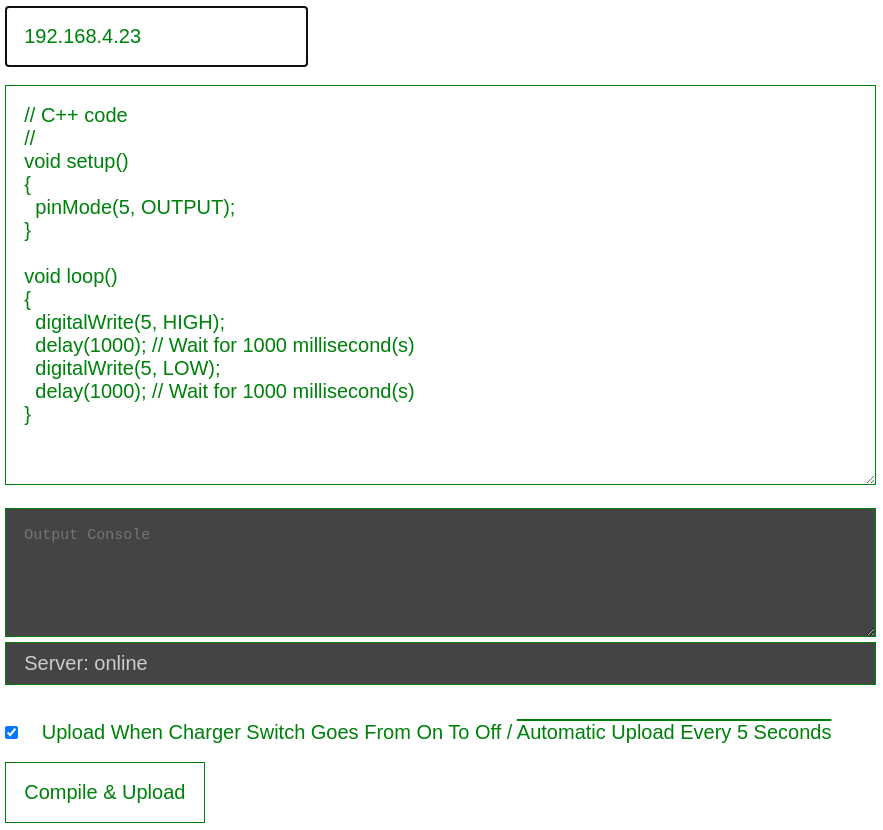 192.168.4.23
// C++ code
//
void setup()
{
  pinMode(5, OUTPUT);
}
void loop()
{
  digitalWrite(5, HIGH);
  delay(1000); // Wait for 1000 millisecond(s)
  digitalWrite(5, LOW);
  delay(1000); // Wait for 1000 millisecond(s)
}
Output Console
Server: online
Upload When Charger Switch Goes From On To Off / Automatic Upload Every 5 Seconds
Compile & Upload